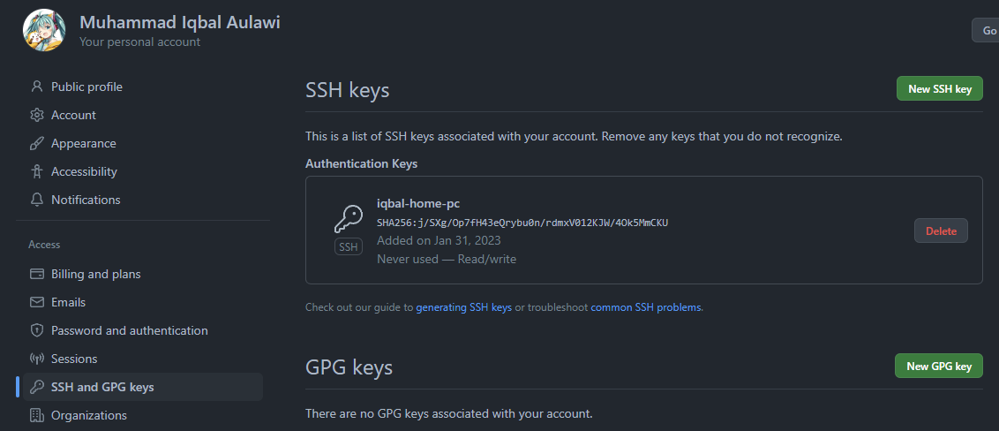 Muhammad Iqbal Aulawi
Your personal account
Go
Public profile
Account
Appearance
Accessibility
Notifications
Access
Billing and plans
Emails
Password and authentication
Sessions
SSH and GPG keys
Organizations
SSH keys
New SSH key
This is a list of SSH keys associated with your account. Remove any keys that you do not recognize.
Authentication Keys
iqbal-home-pc
SHA256:j/SXg/Op7fH43eQrybu0n/rdmxV012KJW/4Ok5MmCKU
SSH
Added on Jan 31, 2023
Never used — Read/write
Delete
Check out our guide to generating SSH keys or troubleshoot common SSH problems.
GPG keys
New GPG key
There are no GPG keys associated with your account.